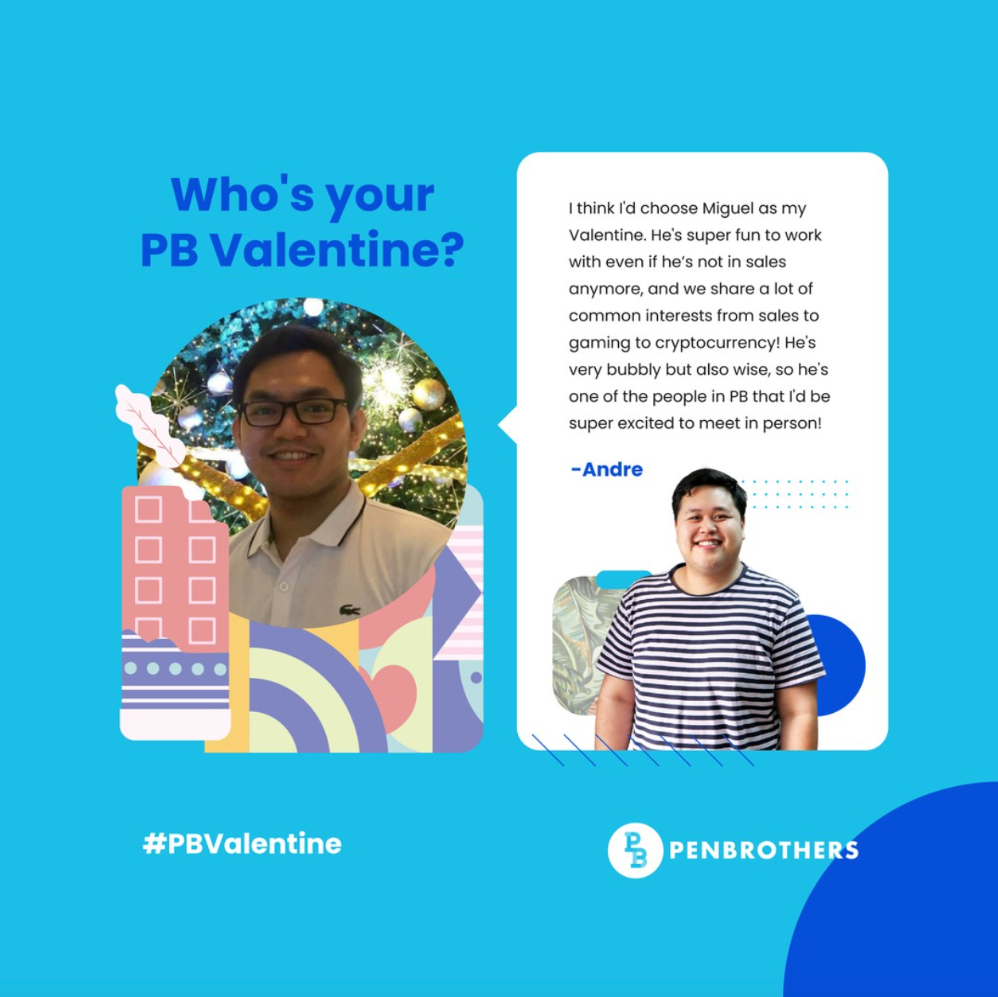 Who's your
PB Valentine?
I think I'd choose Miguel as my
Valentine. He's super fun to work
with even if he’s not in sales
anymore, and we share a lot of
common interests from sales to
gaming to cryptocurrency! He's
very bubbly but also wise, so he's
one of the people in PB that I'd be
super excited to meet in person!
-Andre
#PBValentine
PB
PENBROTHERS